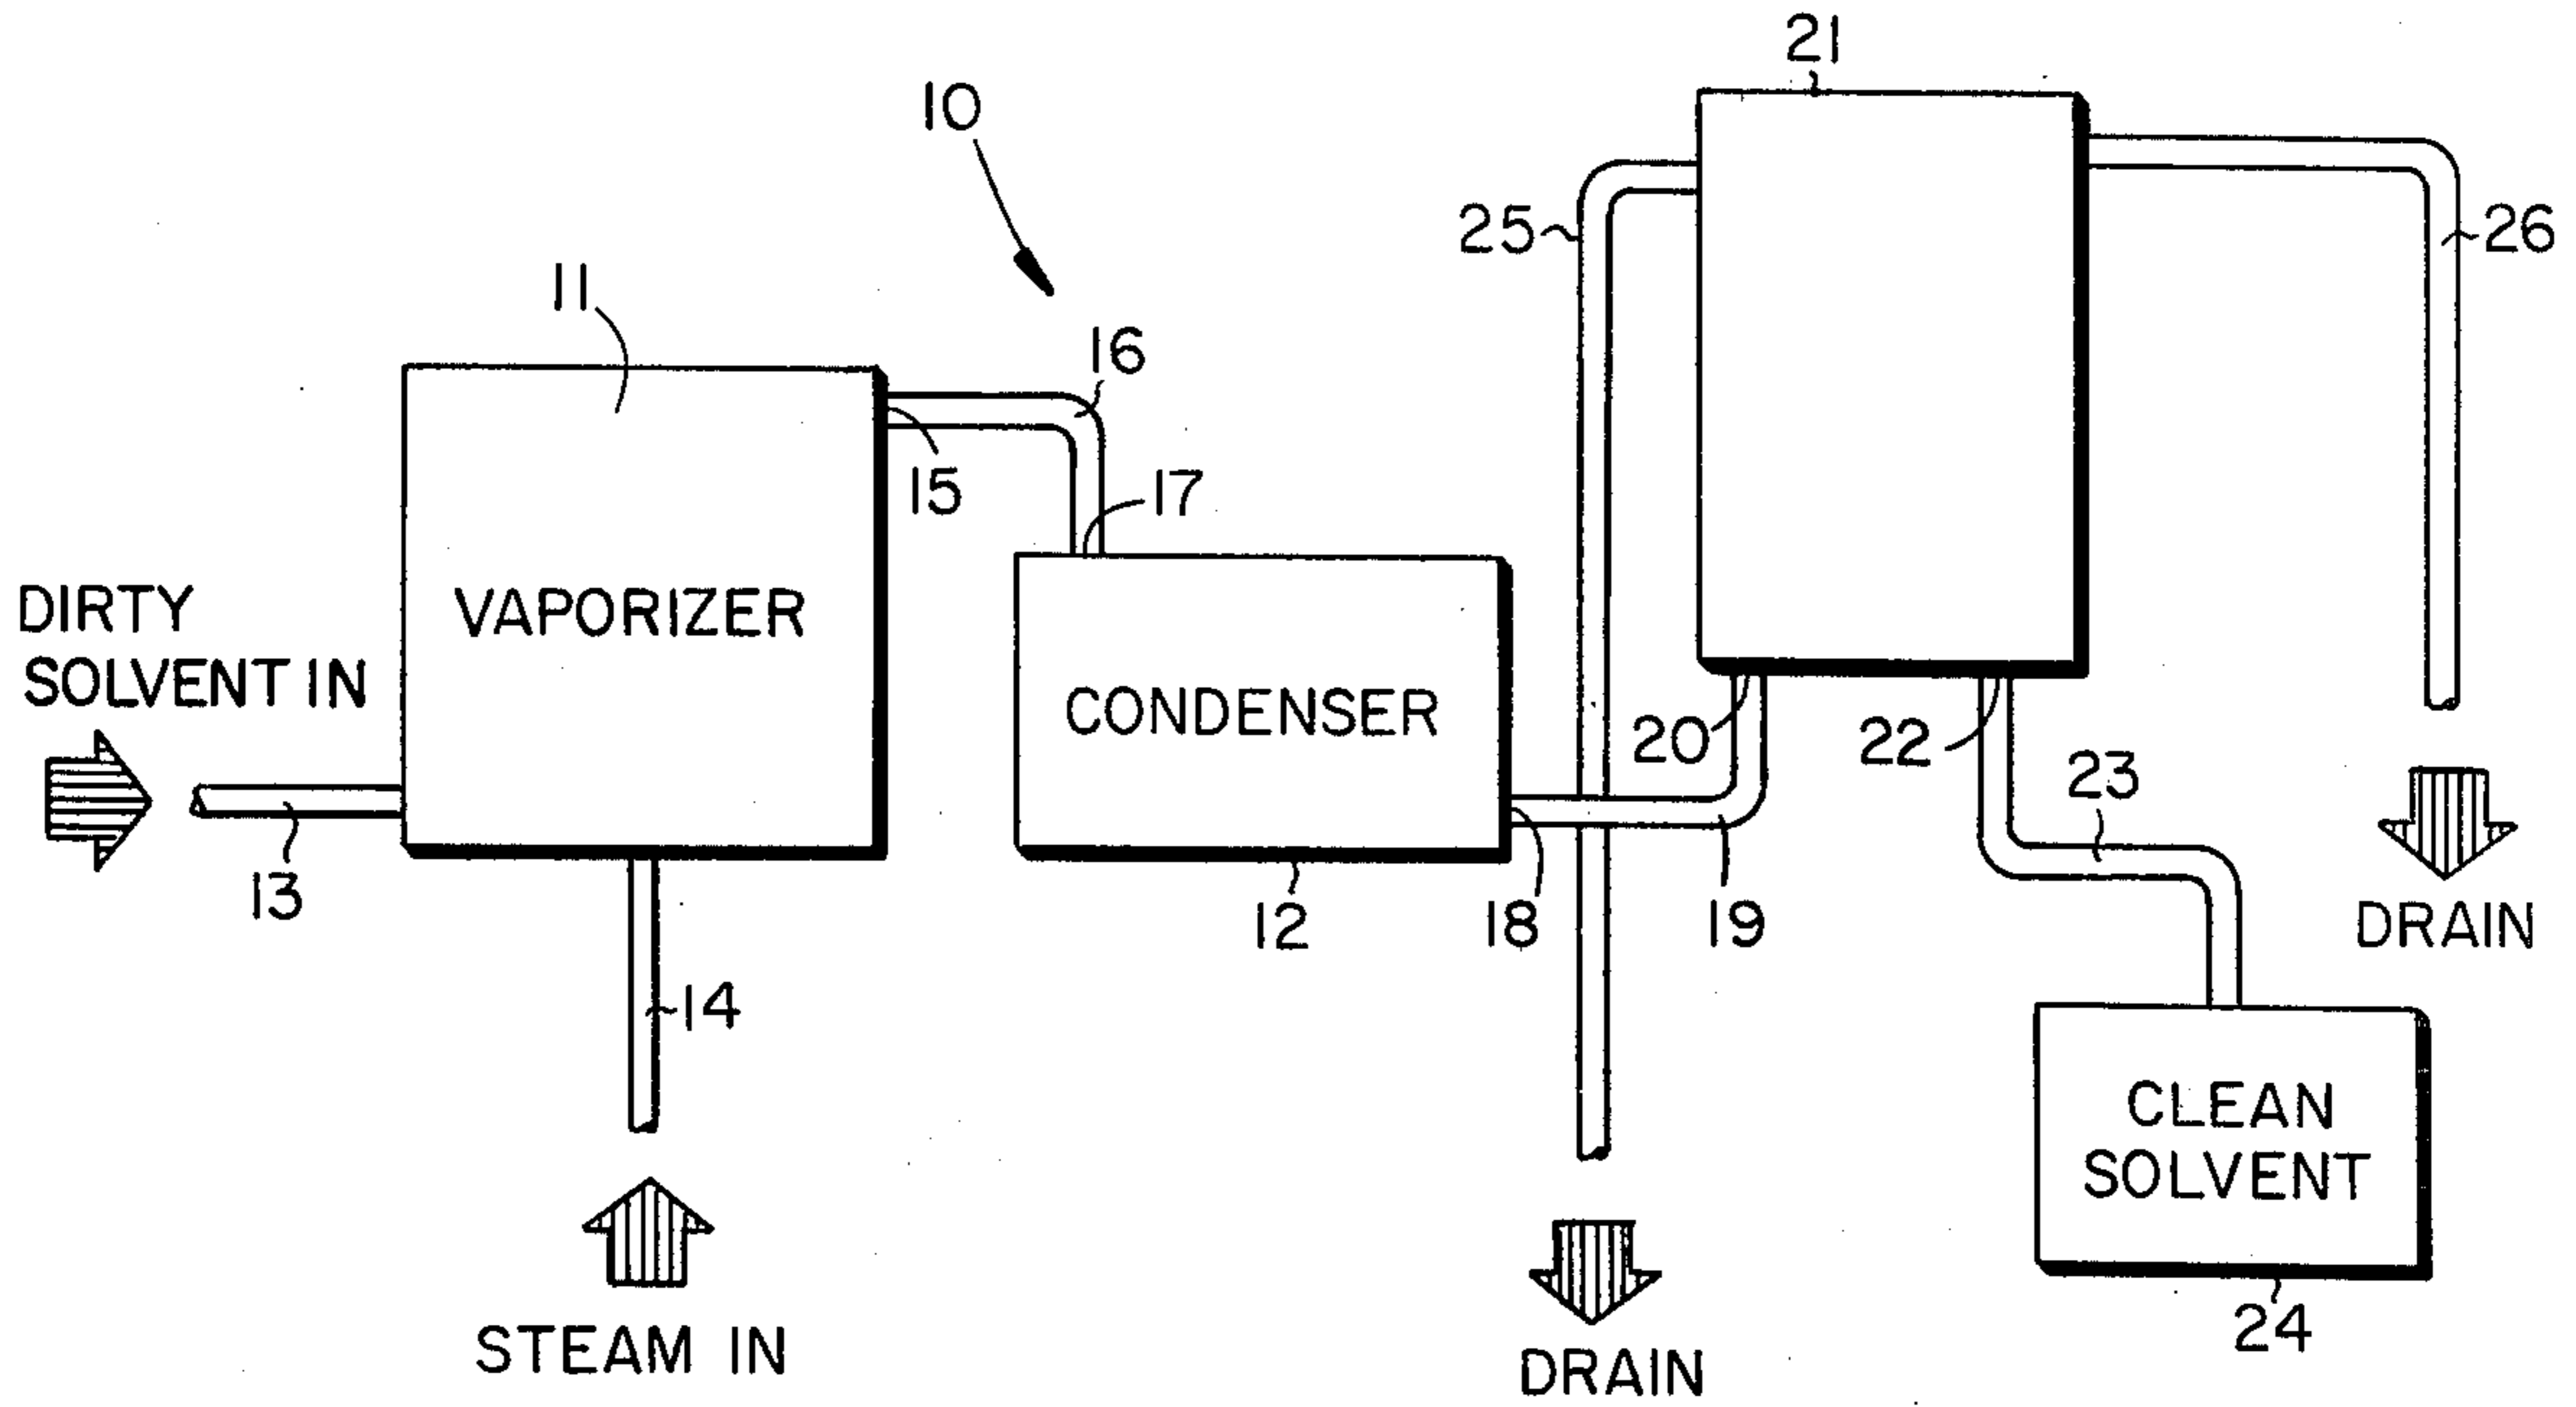 21
10
25
26
11
16
15
17
DIRTY
SOLVENT IN
VAPORIZER
CONDENSER
20
22
23
13
12
18
19
DRAIN
14
CLEAN
SOLVENT
STEAM IN
DRAIN
24